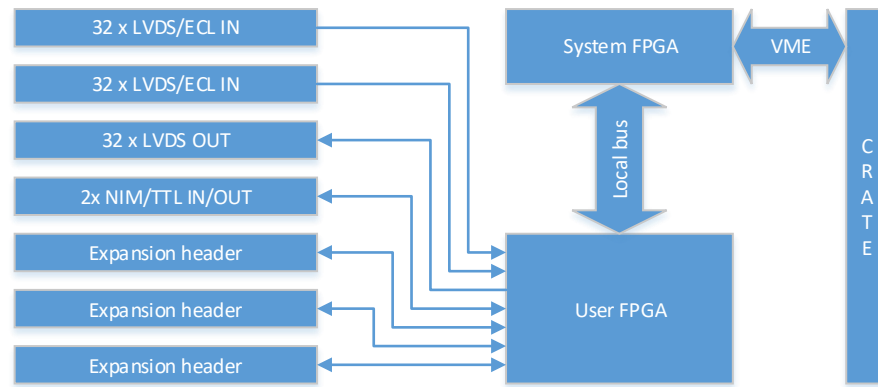 32 x LVDS/ECL IN
32 x LVDS/ECL IN
32 x LVDS OUT
2x NIM/TTL IN/OUT
Expansion header
Expansion header
Expansion header
System FPGA
VME
Local bus
User FPGA
CRATE